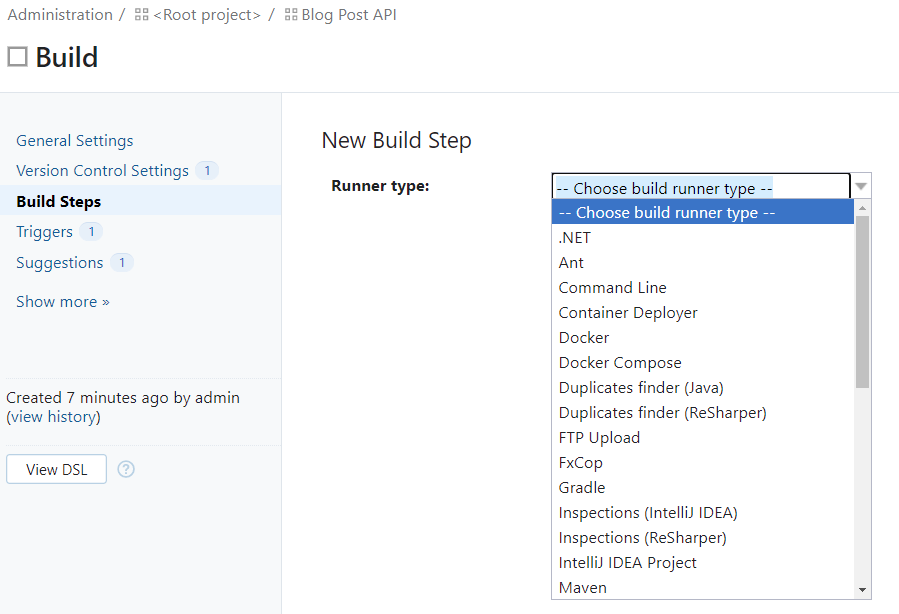 Administration / <Root project> / Blog Post API
Build
General Settings
Version Control Settings 1
Build Steps
Triggers 1
Suggestions 1
Show more »
Created 7 minutes ago by admin
(view history)
View DSL ?
New Build Step
Runner type:
-- Choose build runner type --
-- Choose build runner type --
.NET
Ant
Command Line
Container Deployer
Docker
Docker Compose
Duplicates finder (Java)
Duplicates finder (ReSharper)
FTP Upload
FxCop
Gradle
Inspections (IntelliJ IDEA)
Inspections (ReSharper)
IntelliJ IDEA Project
Maven